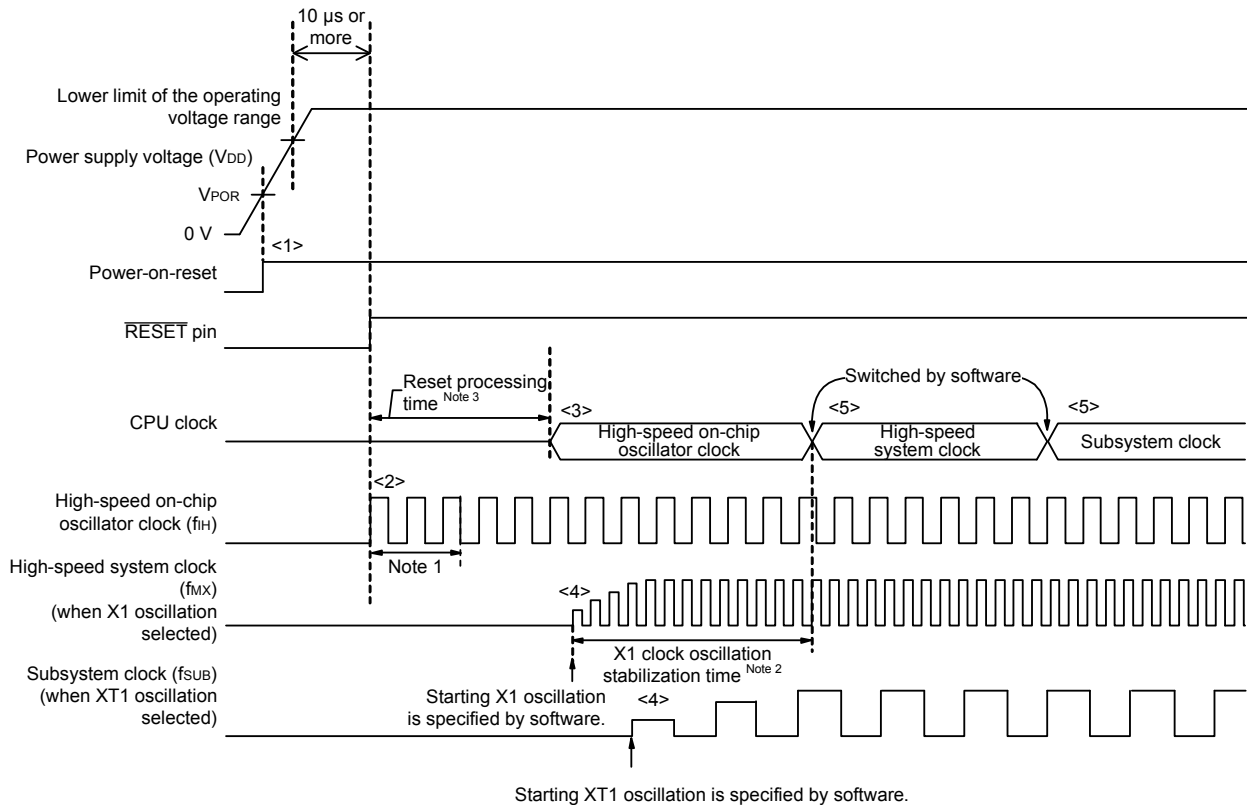 10 µs or
more
Lower limit of the operating
voltage range
Power supply voltage (VDD)
VPOR
0 V
<1>
Power-on-reset
RESET pin
Reset processing
time Note 3
Switched by software
CPU clock
<3>
High-speed on-chip
oscillator clock
<5>
High-speed
system clock
<5>
Subsystem clock
<2>
High-speed on-chip
oscillator clock (fIH)
Note 1
High-speed system clock
(fMX)
(when X1 oscillation
selected)
<4>
X1 clock oscillation
stabilization time Note 2
Subsystem clock (fSUB)
(when XT1 oscillation
selected)
Starting X1 oscillation
is specified by software.
<4>
Starting XT1 oscillation is specified by software.